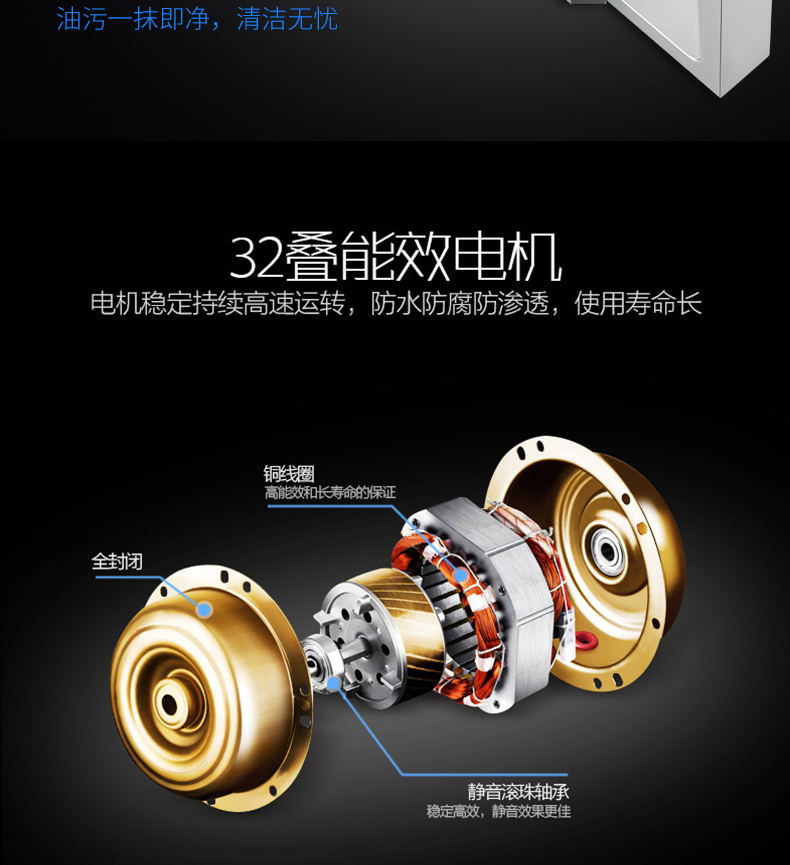 油污一抹即净，清洁无忧
32叠能效电机
电机稳定持续高速运转，防水防腐防渗透，使用寿命长
铜线圈
高能效和长寿命的保证
全封闭
静音滚珠轴承
稳定高效，静音效果更佳